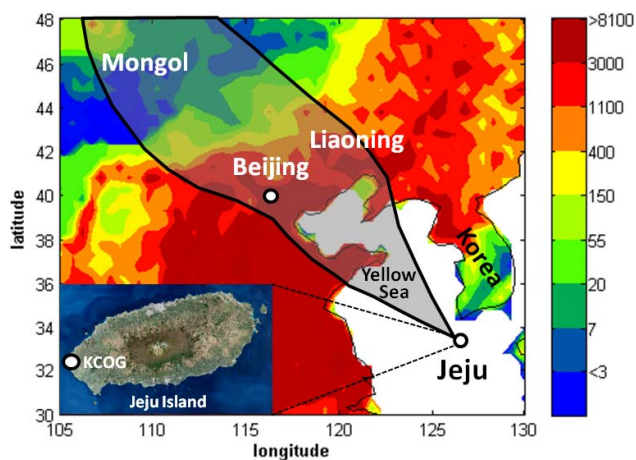 48
46
44
42
40
38
36
34
32
30
latitude
Mongol
Liaoning
Beijing
Korea
Yellow
Sea
Jeju
KCOG
Jeju Island
105
110
115
120
125
130
longitude
>8100
3000
1100
400
150
55
20
7
<3